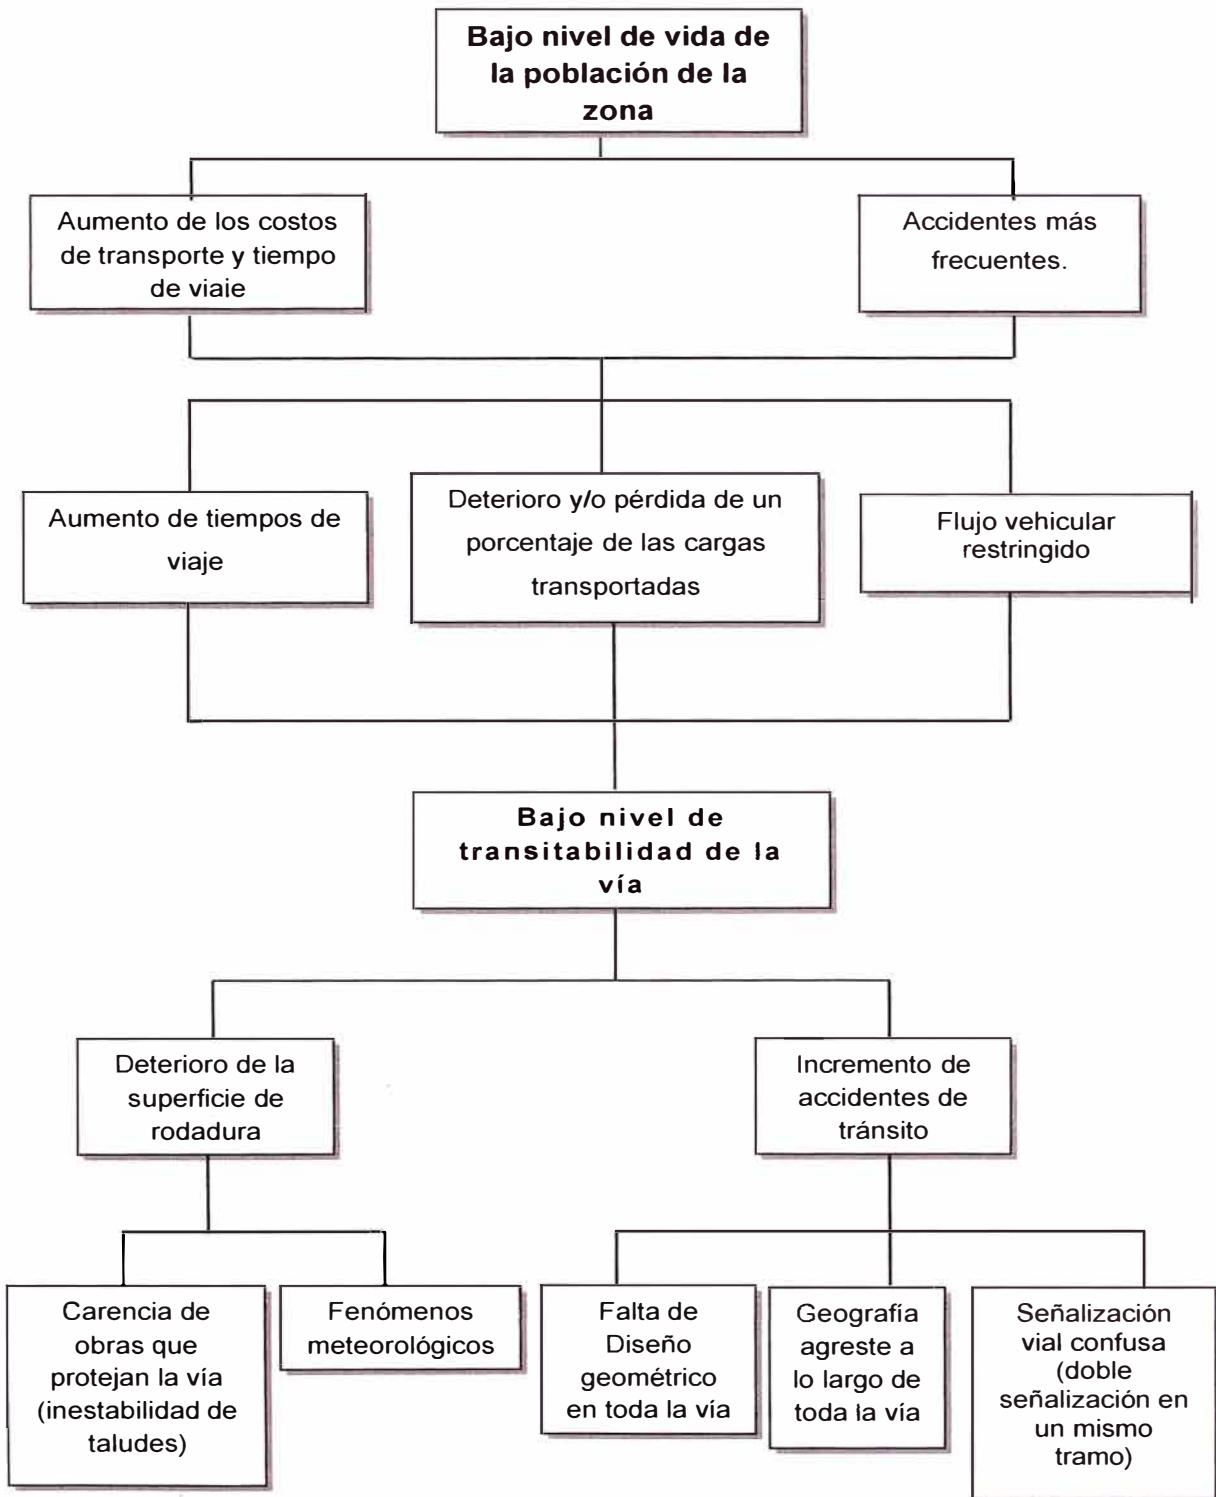 Bajo nivel de vida de
la población de la
zona
Aumento de los costos
de transporte y tiempo
de viaie
Accidentes más
frecuentes.
Aumento de tiempos de
viaje
Deterioro y/o pérdida de un
porcentaje de las cargas
transportadas
Flujo vehicular
restringido
Bajo nivel de
transitabilidad de la
vía
Deterioro de la
superficie de
rodadura
Incremento de
accidentes de
tránsito
Carencia de
obras que
protejan la vía
(inestabilidad de
taludes)
Fenómenos
meteorológicos
Falta de
Diseño
geométrico
en toda la vía
Geografía
agreste a
lo largo de
toda la vía
Señalización
vial confusa
(doble
señalización en
un mismo
tramo)